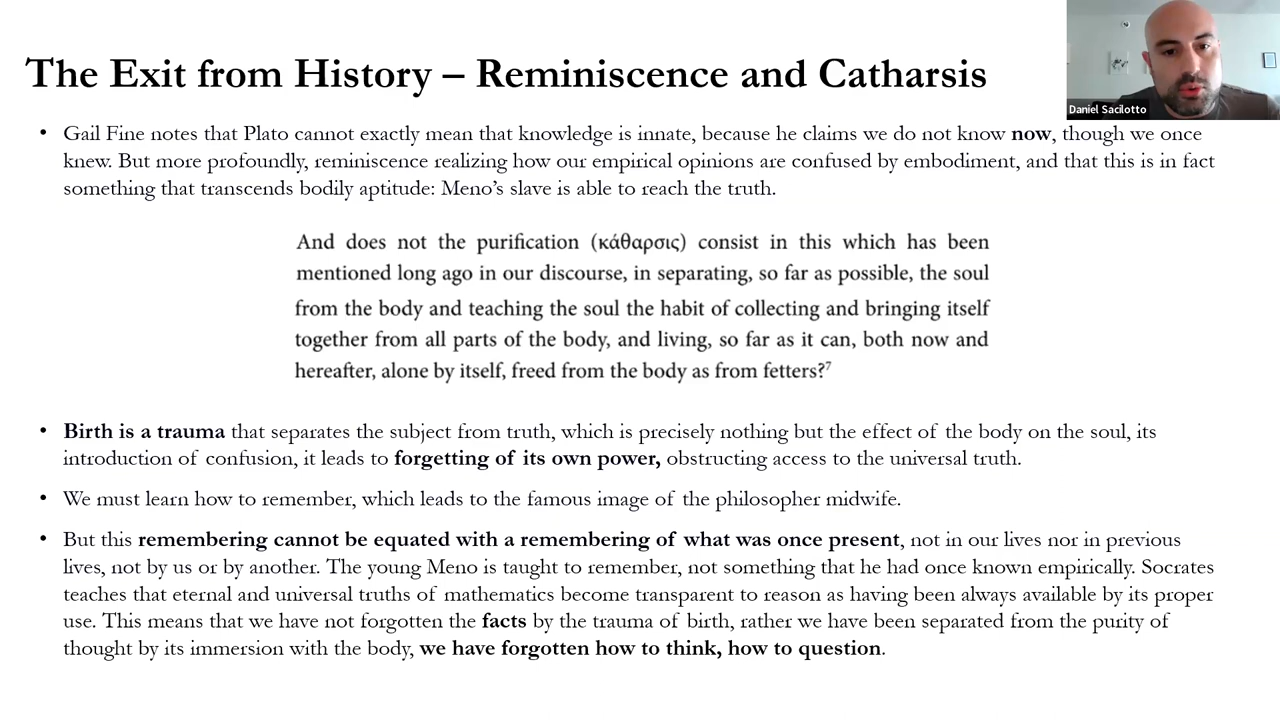 The Exit from History – Reminiscence and Catharsis
Daniel Sacilotto
• Gail Fine notes that Plato cannot exactly mean that knowledge is innate, because he claims we do not know now, though we once
knew. But more profoundly, reminiscence realizing how our empirical opinions are confused by embodiment, and that this is in fact
something that transcends bodily aptitude: Meno's slave is able to reach the truth.
And does not the purification (κάθαρσις) consist in this which has been
mentioned long ago in our discourse, in separating, so far as possible, the soul
from the body and teaching the soul the habit of collecting and bringing itself
together from all parts of the body, and living, so far as it can, both now and
hereafter, alone by itself, freed from the body as from fetters?7
• Birth is a trauma that separates the subject from truth, which is precisely nothing but the effect of the body on the soul, its
introduction of confusion, it leads to forgetting of its own power, obstructing access to the universal truth.
• We must learn how to remember, which leads to the famous image of the philosopher midwife.
• But this remembering cannot be equated with a remembering of what was once present, not in our lives nor in previous
lives, not by us or by another. The young Meno is taught to remember, not something that he had once known empirically. Socrates
teaches that eternal and universal truths of mathematics become transparent to reason as having been always available by its proper
use. This means that we have not forgotten the facts by the trauma of birth, rather we have been separated from the purity of
thought by its immersion with the body, we have forgotten how to think, how to question.